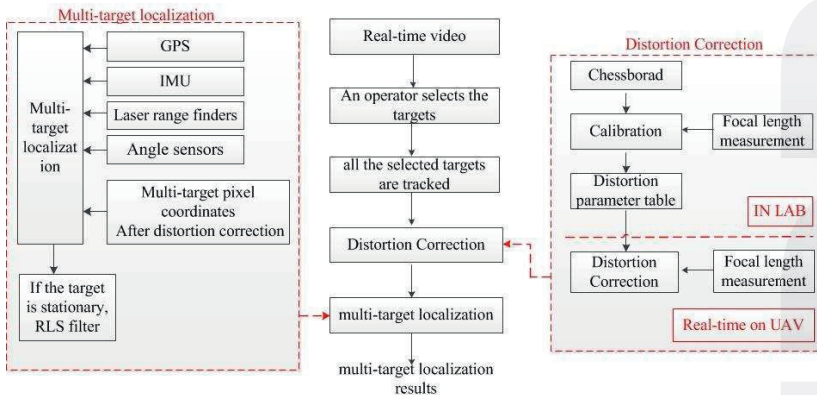 Multi-target localization
GPS
IMU
Laser range finders
Angle sensors
Multi-
target
localizat
ion
Multi-target pixel
coordinates
After distortion correction
If the target
is stationary,
RLS filter
Real-time video
An operator selects the
targets
all the selected targets
are tracked
Distortion Correction
multi-target localization
multi-target localization
results
Distortion Correction
Chessborad
Calibration
Focal length
measurement
Distortion
parameter table
IN LAB
Distortion
Correction
Focal length
measurement
Real-time on UAV